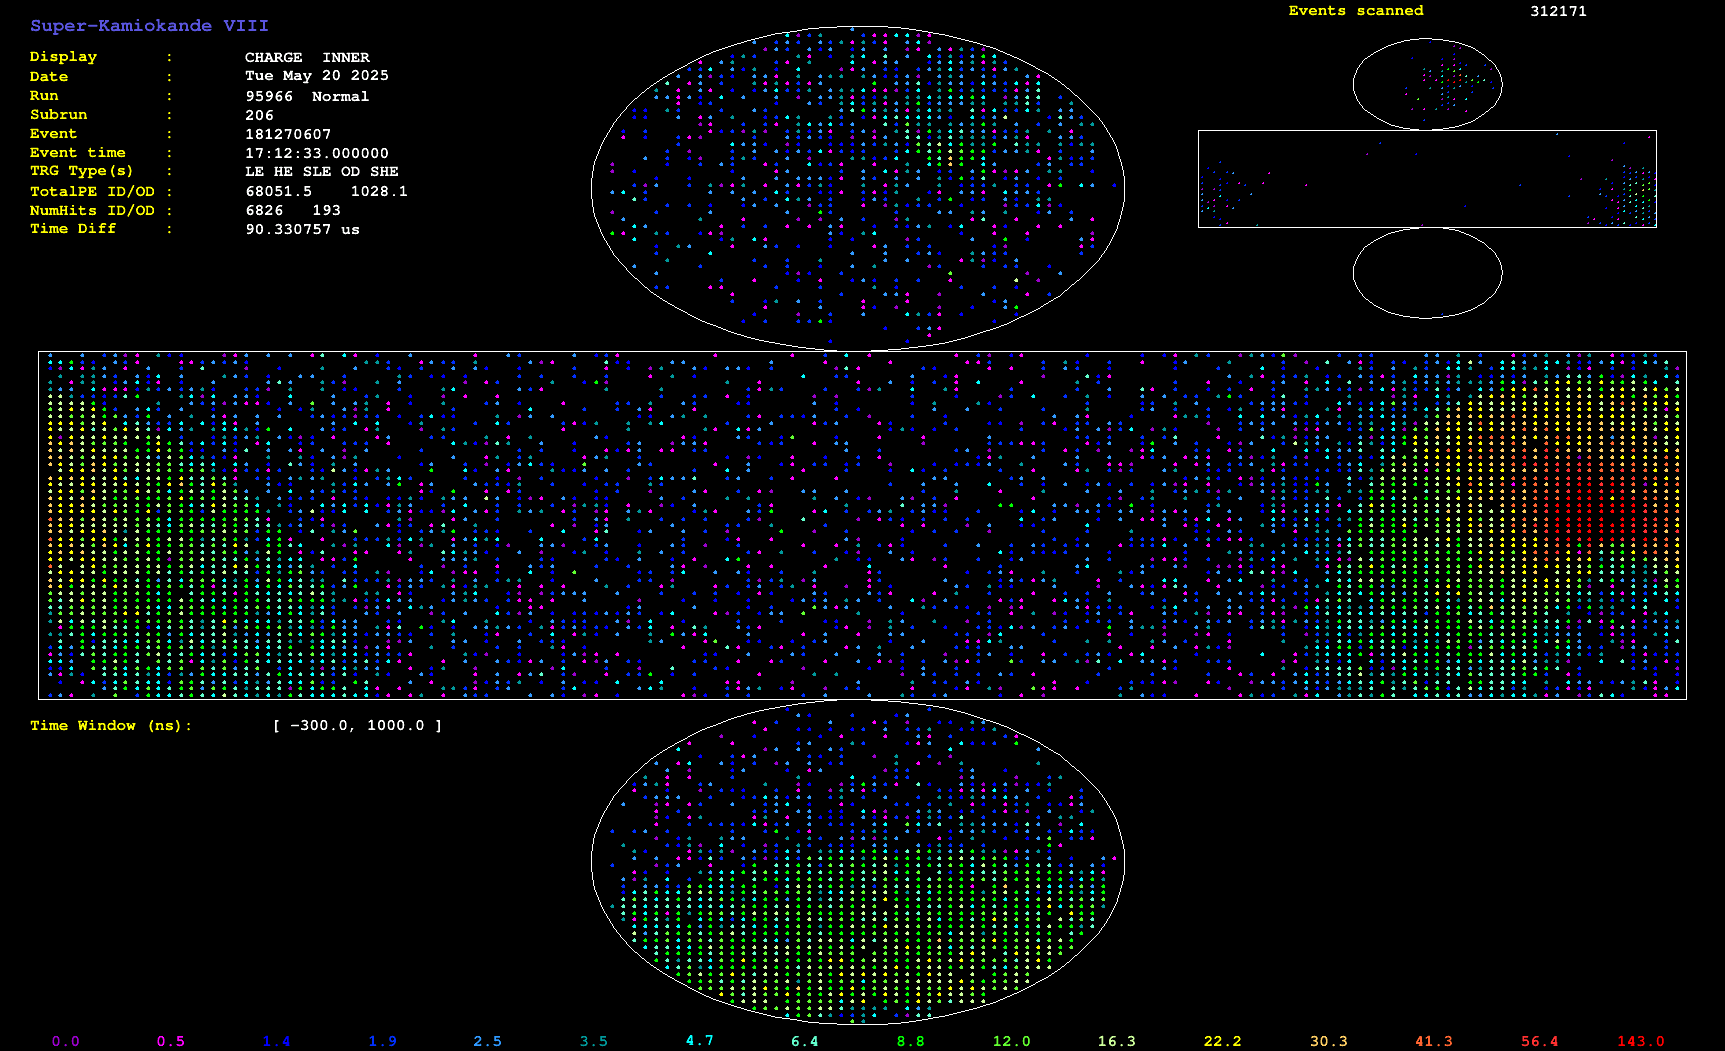 Super-Kamiokande VIII
Display : CHARGE INNER
Date : Tue May 20 2025
Run : 95966 Normal
Subrun : 206
Event : 181270607
Event time : 17:12:33.000000
TRG Type(s) : LE HE SLE OD SHE
TotalPE ID/OD : 68051.5 1028.1
NumHits ID/OD : 6826 193
Time Diff : 90.330757 us
Events scanned 312171
Time Window (ns): [ -300.0, 1000.0 ]
0.0 0.5 1.4 1.9 2.5 3.5 4.7 6.4 8.8 12.0 16.3 22.2 30.3 41.3 56.4 143.0